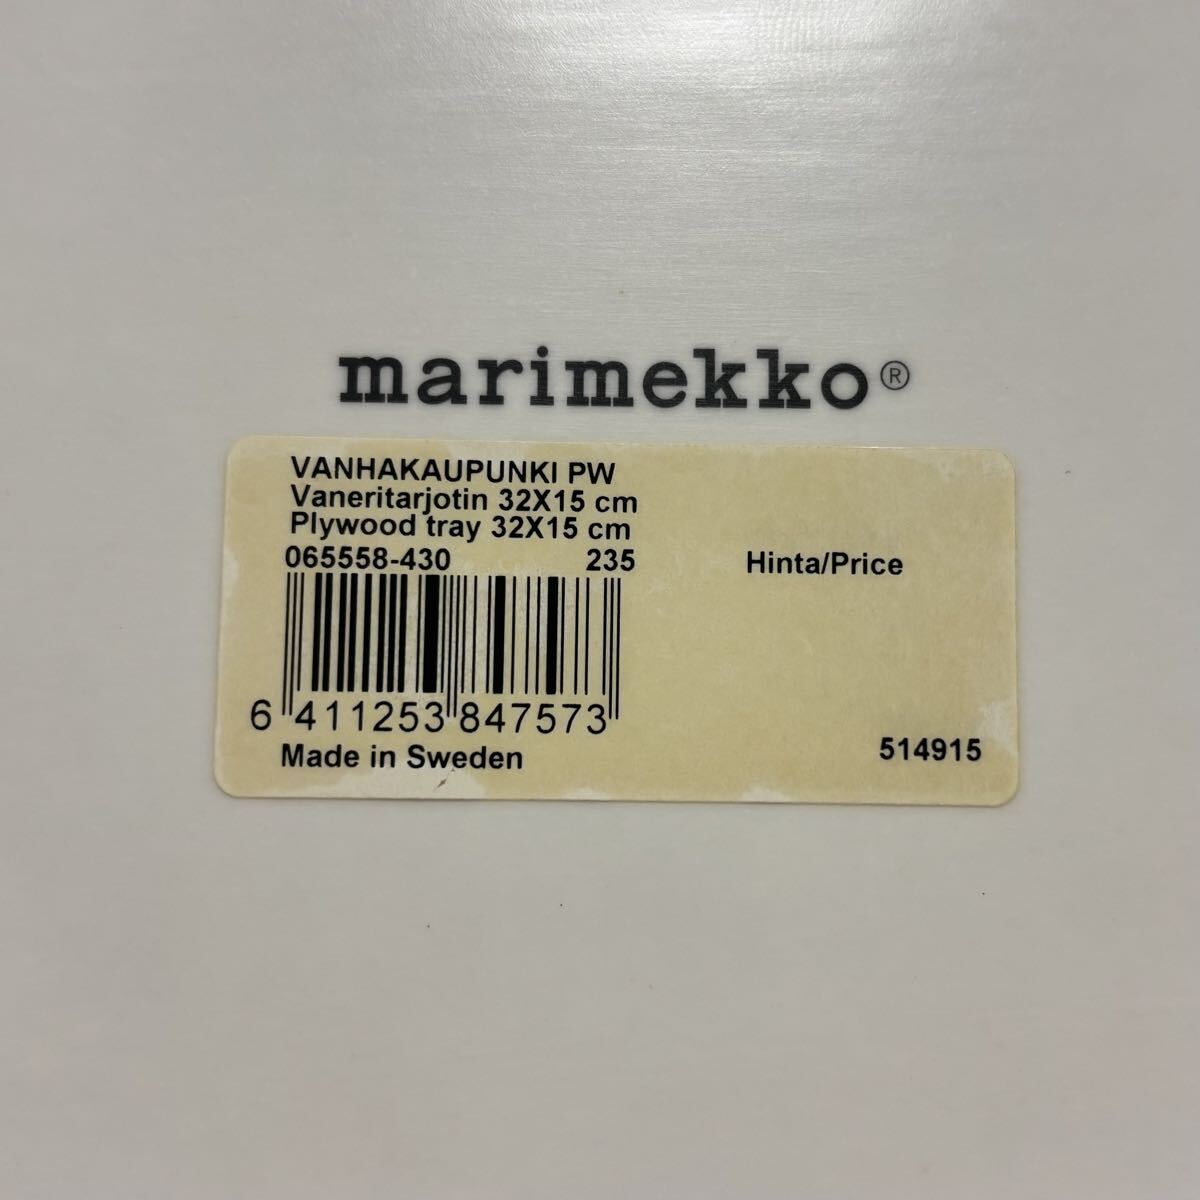 marimekko®
VANHAKAUPUNKI PW
Vaneritarjotin 32X15 cm
Plywood tray 32X15 cm
065558-430 235 Hinta/Price
6 411253 847573
Made in Sweden 514915